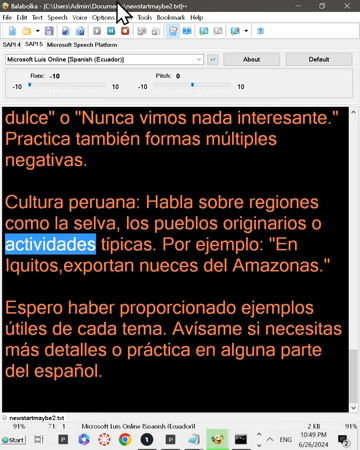 Balabolka - [C:\Users\Admin\Docume newstartmaybe2.txt]
File Edit Text Speech Voice Options Tools Bookmark Help
SAPI 4 SAPI 5 Microsoft Speech Platform
Microsoft Luis Online [Spanish (Ecuador)] About Default
Rate: -10 Pitch: 0
-10 10 -10 10
dulce" o "Nunca vimos nada interesante."
Practica también formas múltiples
negativas.
Cultura peruana: Habla sobre regiones
como la selva, los pueblos originarios o
actividades típicas. Por ejemplo: "En
Iquitos,exportan nueces del Amazonas."
Espero haber proporcionado ejemplos
útiles de cada tema. Avísame si necesitas
más detalles o práctica en alguna parte
del español.
newstartmaybe2.txt
91% 71: 1 Microsoft Luis Online [Spanish (Ecuador)] 2 KB 91%
Start ENG 10:49 PM
6/26/2024